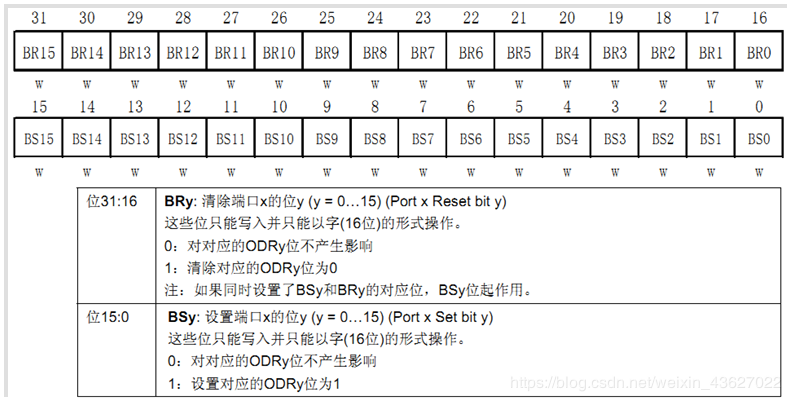 31 30 29 28 27 26 25 24 23 22 21 20 19 18 17 16
BR15 BR14 BR13 BR12 BR11 BR10 BR9 BR8 BR7 BR6 BR5 BR4 BR3 BR2 BR1 BR0
w w w w w w w w w w w w w w w w
15 14 13 12 11 10 9 8 7 6 5 4 3 2 1 0
BS15 BS14 BS13 BS12 BS11 BS10 BS9 BS8 BS7 BS6 BS5 BS4 BS3 BS2 BS1 BS0
w w w w w w w w w w w w w w w w
位31:16 BRy: 清除端口x的位y (y = 0…15) (Port x Reset bit y)
这些位只能写入并只能以字(16位)的形式操作。
0：对对应的ODRy位不产生影响
1：清除对应的ODRy位为0
注：如果同时设置了BSy和BRy的对应位，BSy位起作用。
位15:0 BSy: 设置端口x的位y (y = 0…15) (Port x Set bit y)
这些位只能写入并只能以字(16位)的形式操作。
0：对对应的ODRy位不产生影响
1：设置对应的ODRy位为1
https://blog.csdn.net/weixin_43627022